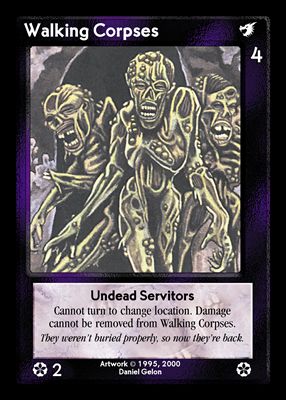 Walking Corpses
4
Undead Servitors
Cannot turn to change location. Damage
cannot be removed from Walking Corpses.
They weren't buried properly, so now they're back.
2
Artwork © 1995, 2000
Daniel Gelon